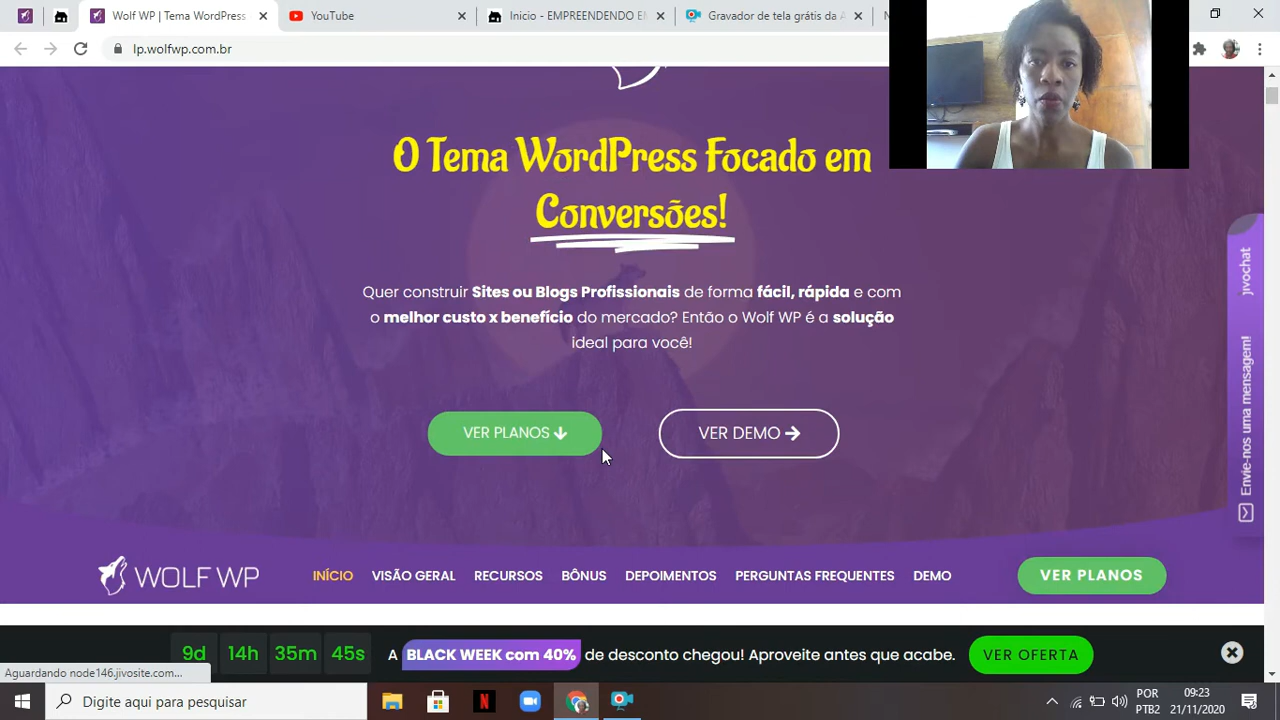 Wolf WP | Tema WordPress
YouTube
Inicio - EMPREENDENDO E
Gravador de tela grátis da A
lp.wolfwp.com.br
O Tema WordPress Focado em
Conversões!
Quer construir Sites ou Blogs Profissionais de forma fácil, rápida e com
o melhor custo x benefício do mercado? Então o Wolf WP é a solução
ideal para você!
VER PLANOS
VER DEMO
jivochat
Envie-nos uma mensagem!
WOLF WP
INÍCIO
VISÃO GERAL
RECURSOS
BÔNUS
DEPOIMENTOS
PERGUNTAS FREQUENTES
DEMO
VER PLANOS
9d 14h 35m 45s
A BLACK WEEK com 40% de desconto chegou! Aproveite antes que acabe.
VER OFERTA
Aguardando node146.jivosite.com...
Digite aqui para pesquisar
POR
PTB2
09:23
21/11/2020